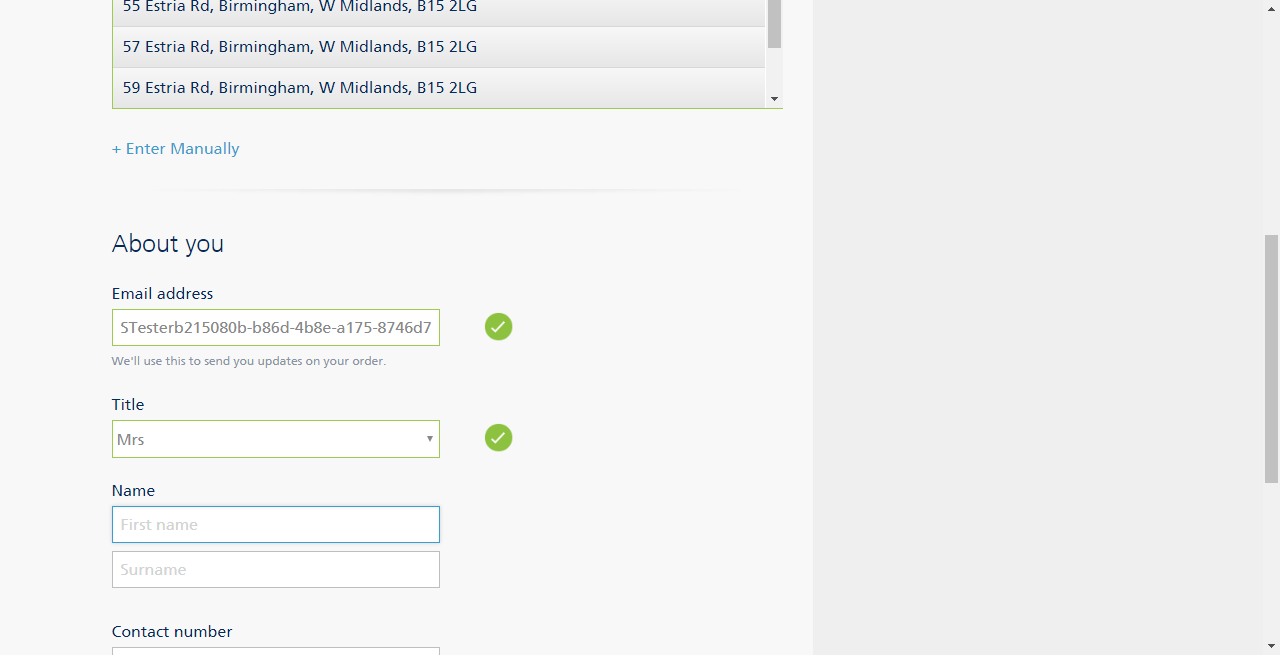 55 Estria Rd, Birmingham, W Midlands, B15 2LG
57 Estria Rd, Birmingham, W Midlands, B15 2LG
59 Estria Rd, Birmingham, W Midlands, B15 2LG
+ Enter Manually
About you
Email address
STesterb215080b-b86d-4b8e-a175-8746d7
We'll use this to send you updates on your order.
Title
Mrs
Name
First name
Surname
Contact number